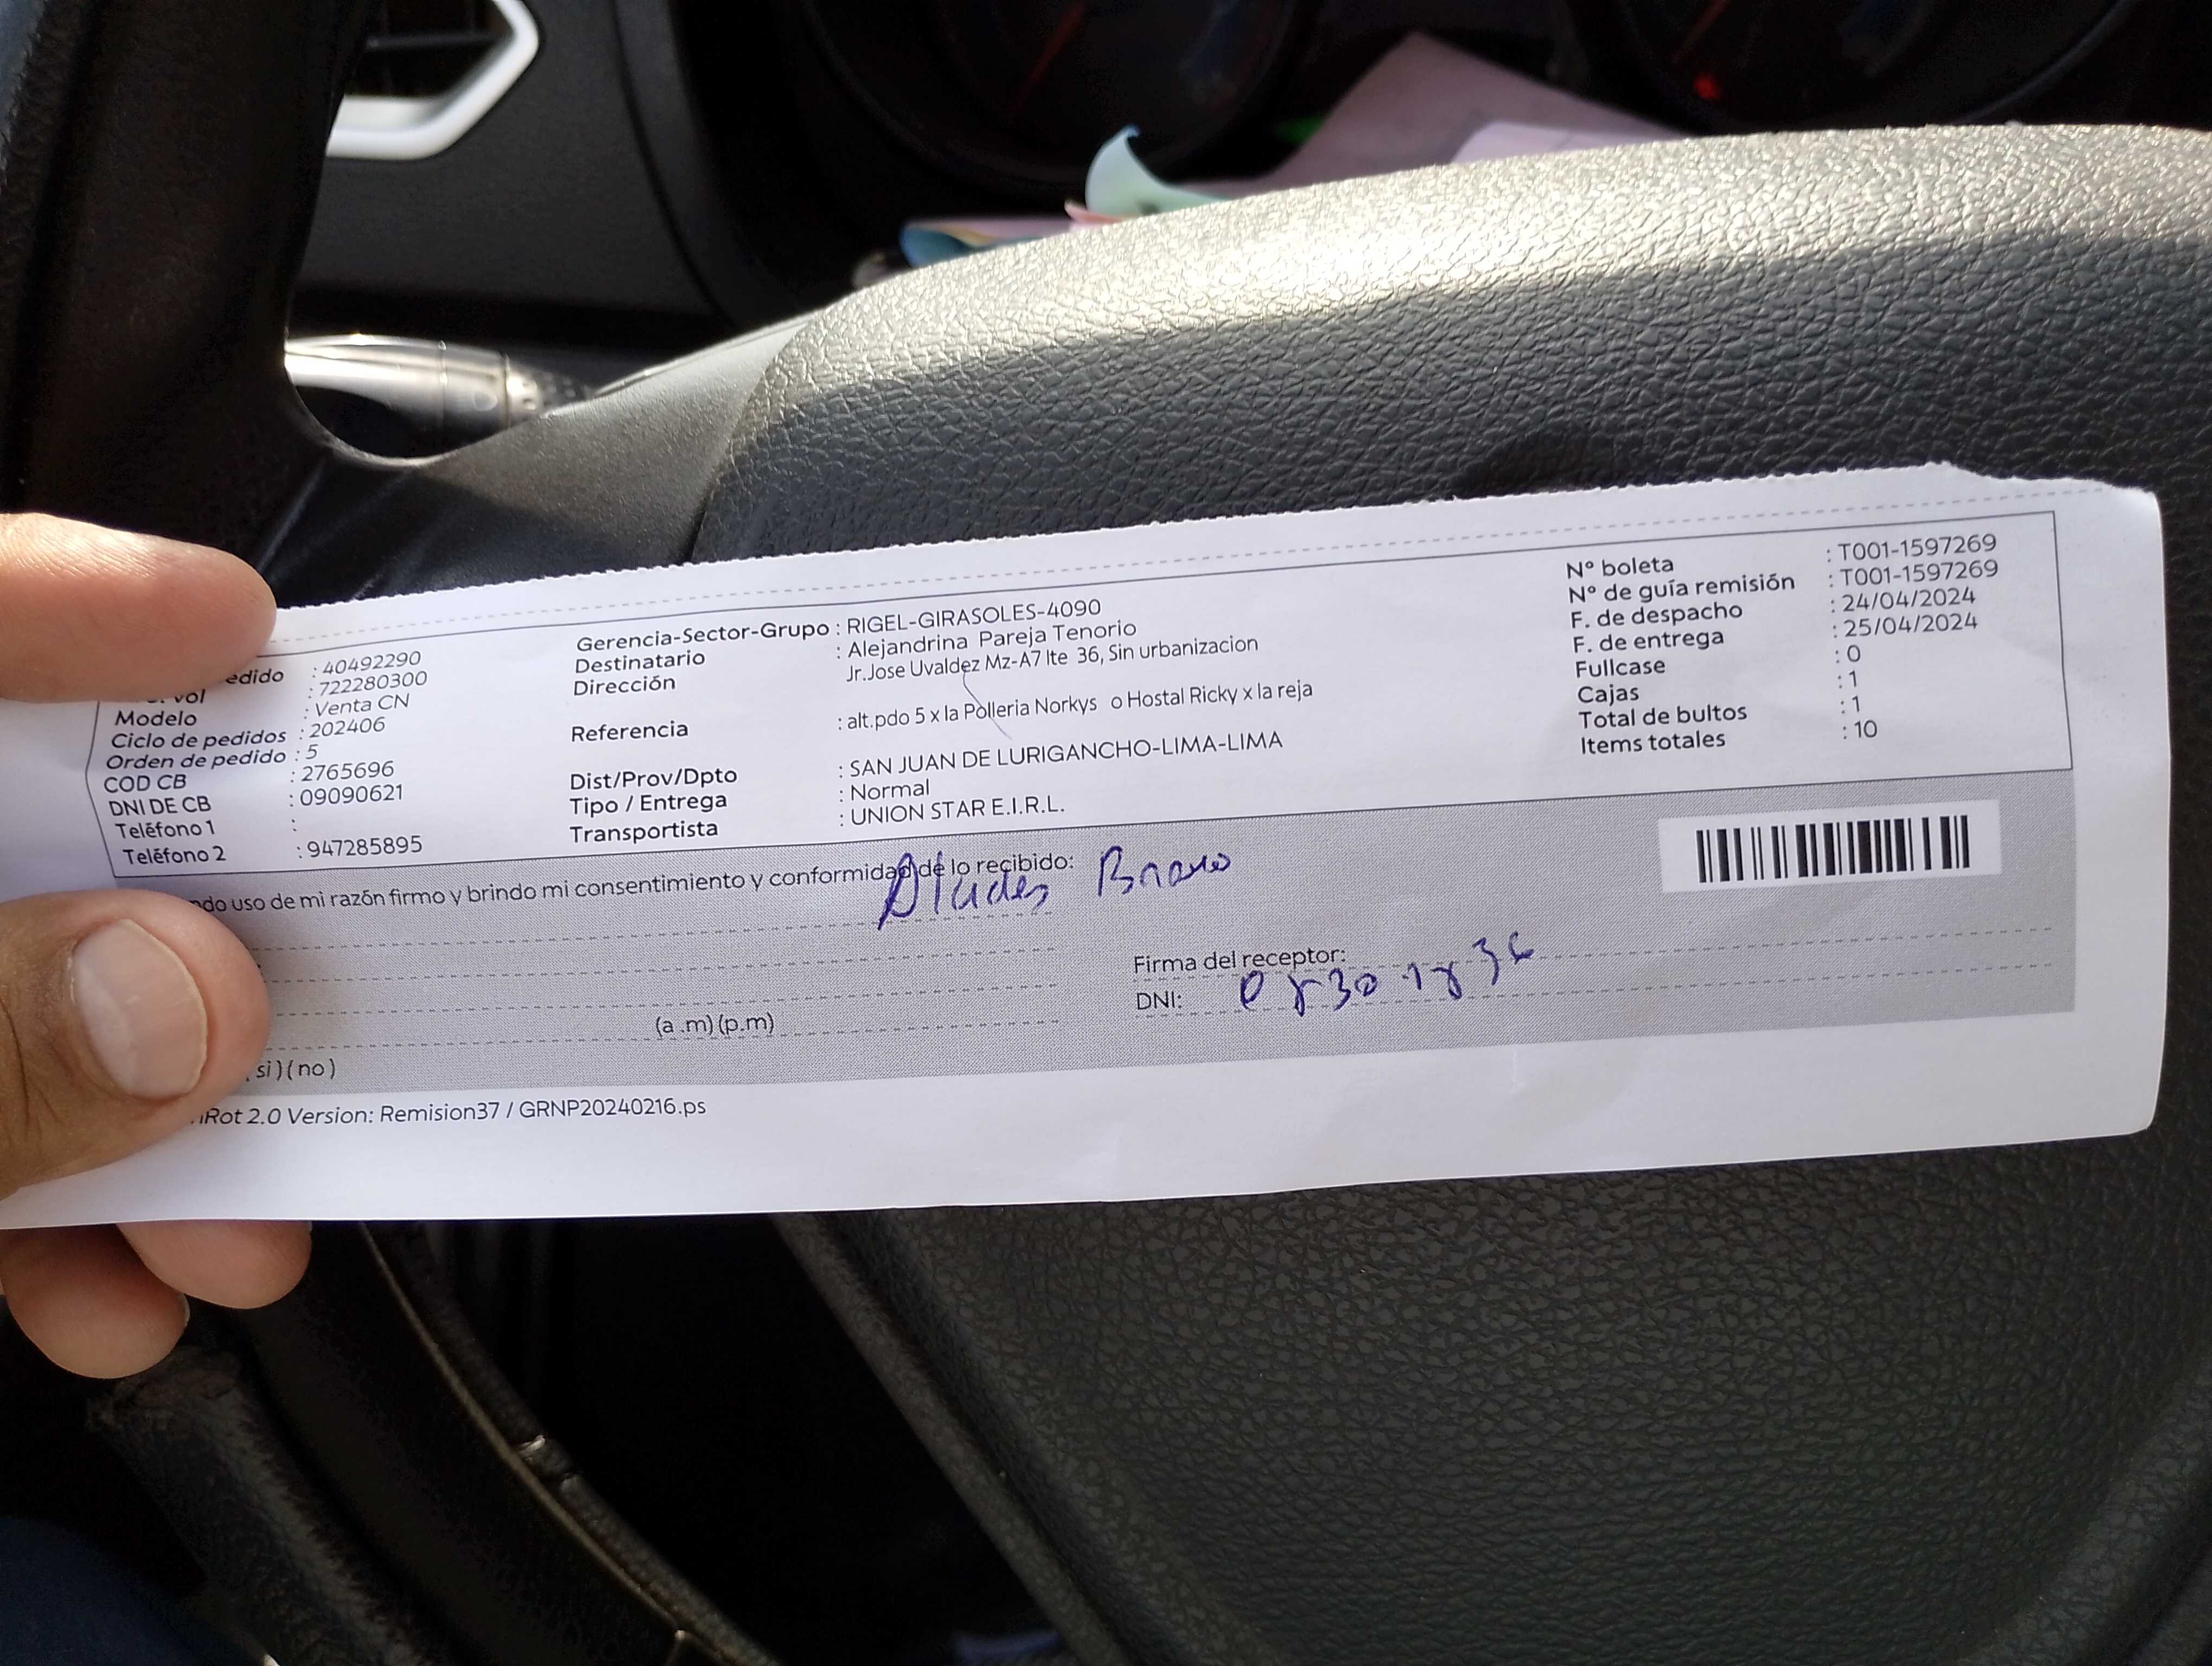 edido : 40492290
vol : 722280300
Modelo : Venta CN
Ciclo de pedidos : 202406
Orden de pedido : 5
COD CB : 2765696
DNI DE CB : 09090621
Teléfono 1 :
Teléfono 2 : 947285895
Gerencia-Sector-Grupo : RIGEL-GIRASOLES-4090
Destinatario : Alejandrina Pareja Tenorio
Dirección Jr.Jose Uvaldez Mz-A7 lte 36, Sin urbanizacion
Referencia : alt.pdo 5 x la Polleria Norkys o Hostal Ricky x la reja
Dist/Prov/Dpto : SAN JUAN DE LURIGANCHO-LIMA-LIMA
Tipo / Entrega : Normal
Transportista : UNION STAR E.I.R.L.
Nº boleta : T001-1597269
Nº de guía remisión : T001-1597269
F. de despacho : 24/04/2024
F. de entrega : 25/04/2024
Fullcase : 0
Cajas : 1
Total de bultos : 1
Items totales : 10
ndo uso de mi razón firmo y brindo mi consentimiento y conformidad de lo recibido:
Bravo
Firma del receptor:
DNI:
(a .m) (p.m)
si ) ( no )
Rot 2.0 Version: Remision37 / GRNP20240216.ps